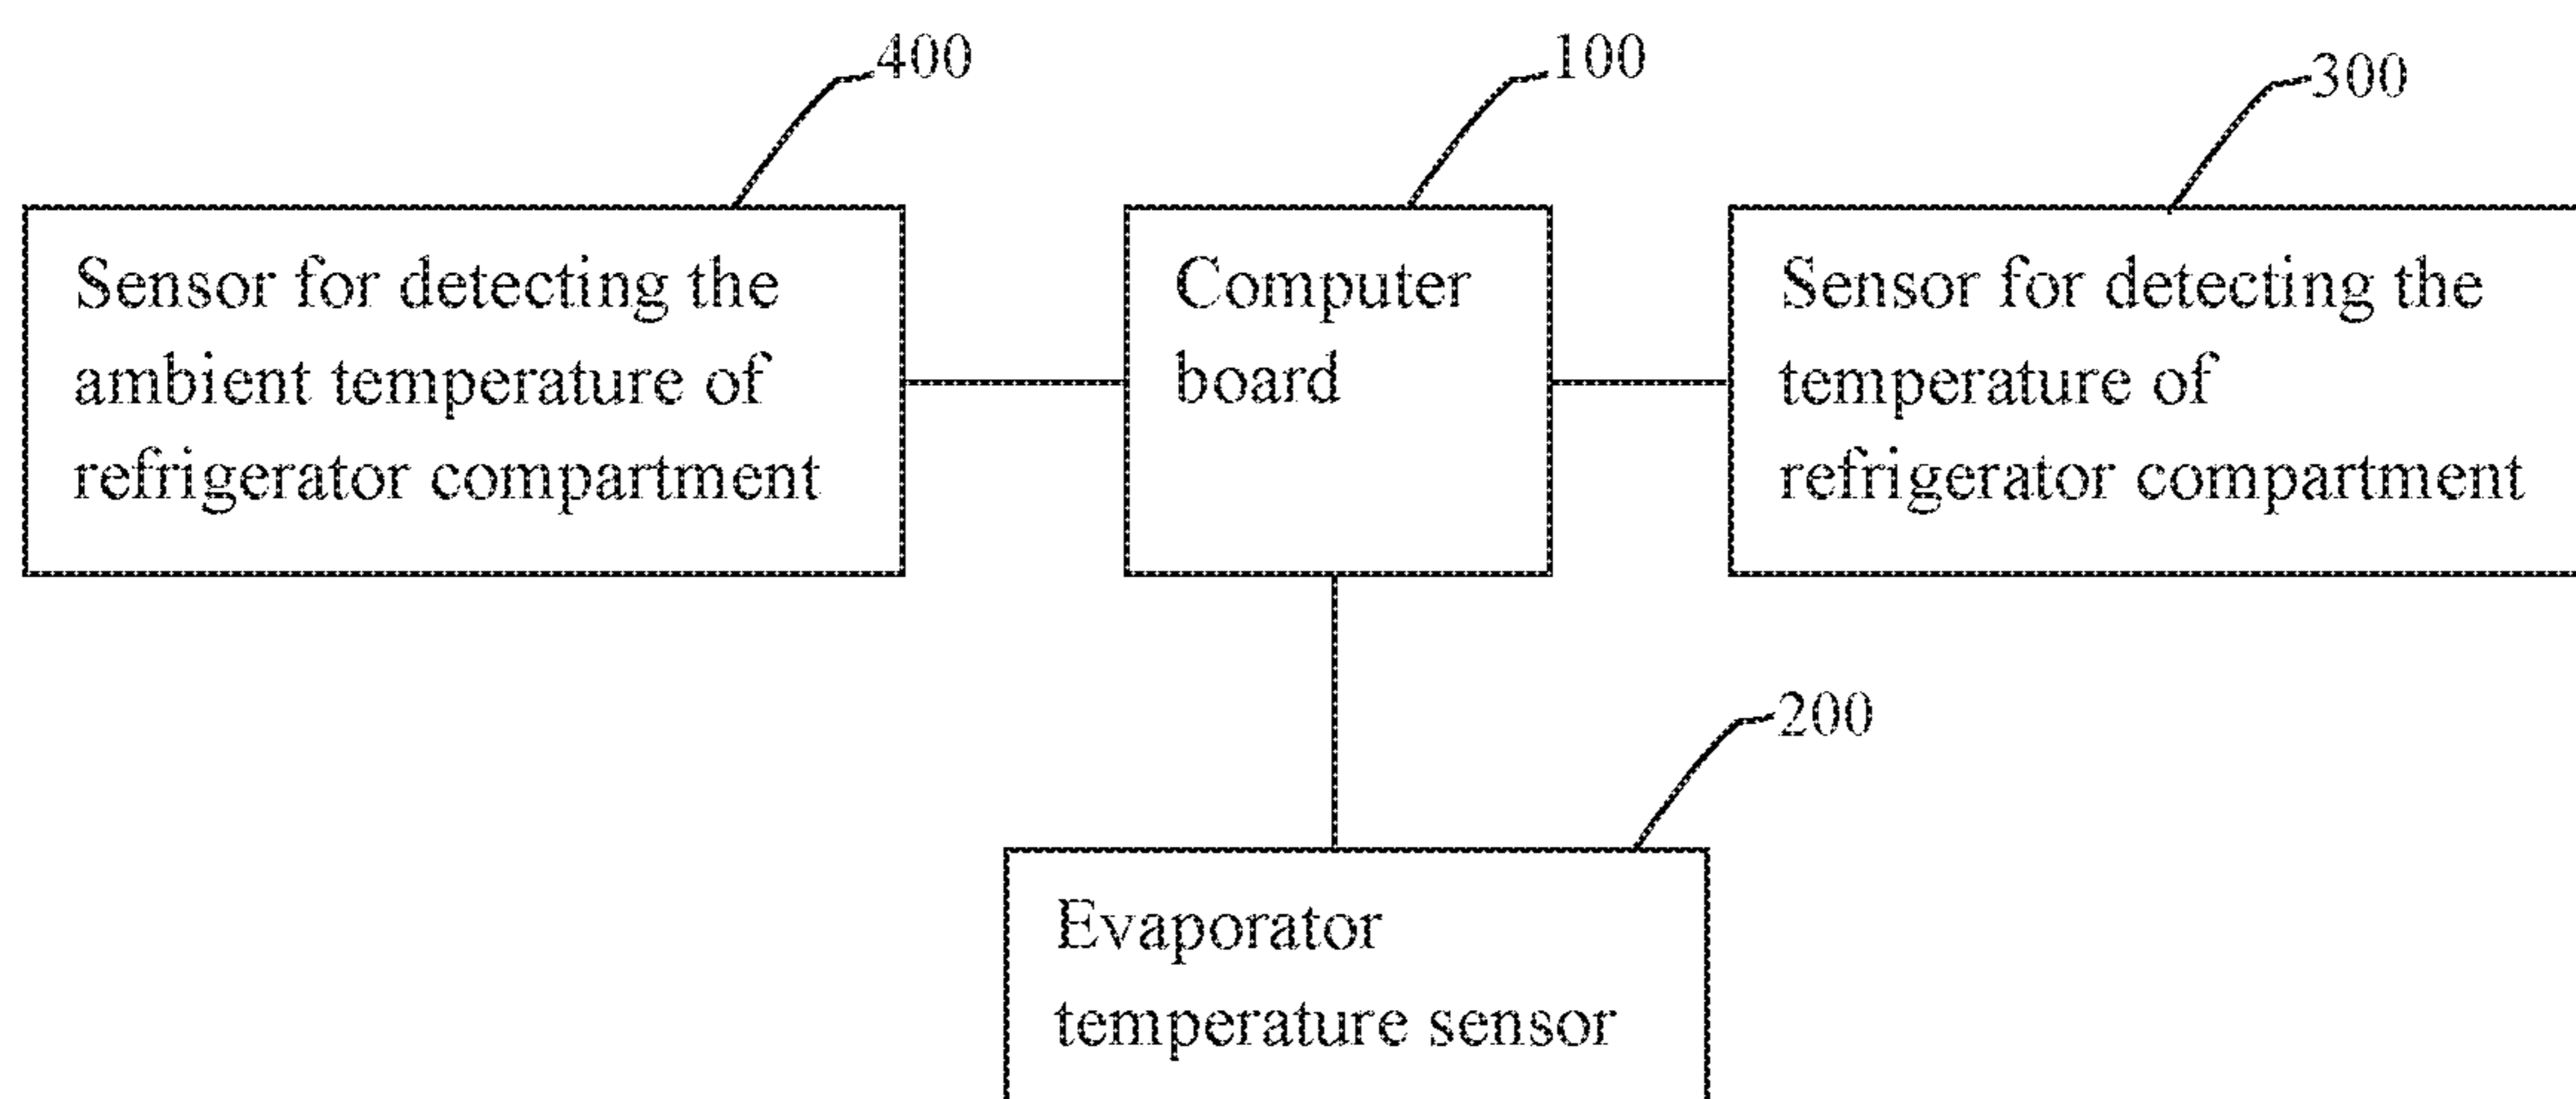 400
100
300
Sensor for detecting the
ambient temperature of
refrigerator compartment
Computer
board
Sensor for detecting the
temperature of
refrigerator compartment
200
Evaporator
temperature sensor